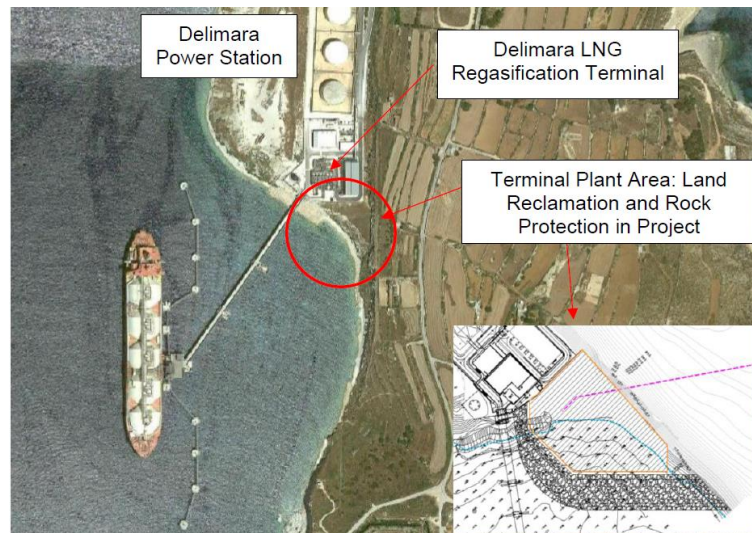 Delimara
Power Station
Delimara LNG
Regasification Terminal
Terminal Plant Area: Land
Reclamation and Rock
Protection in Project